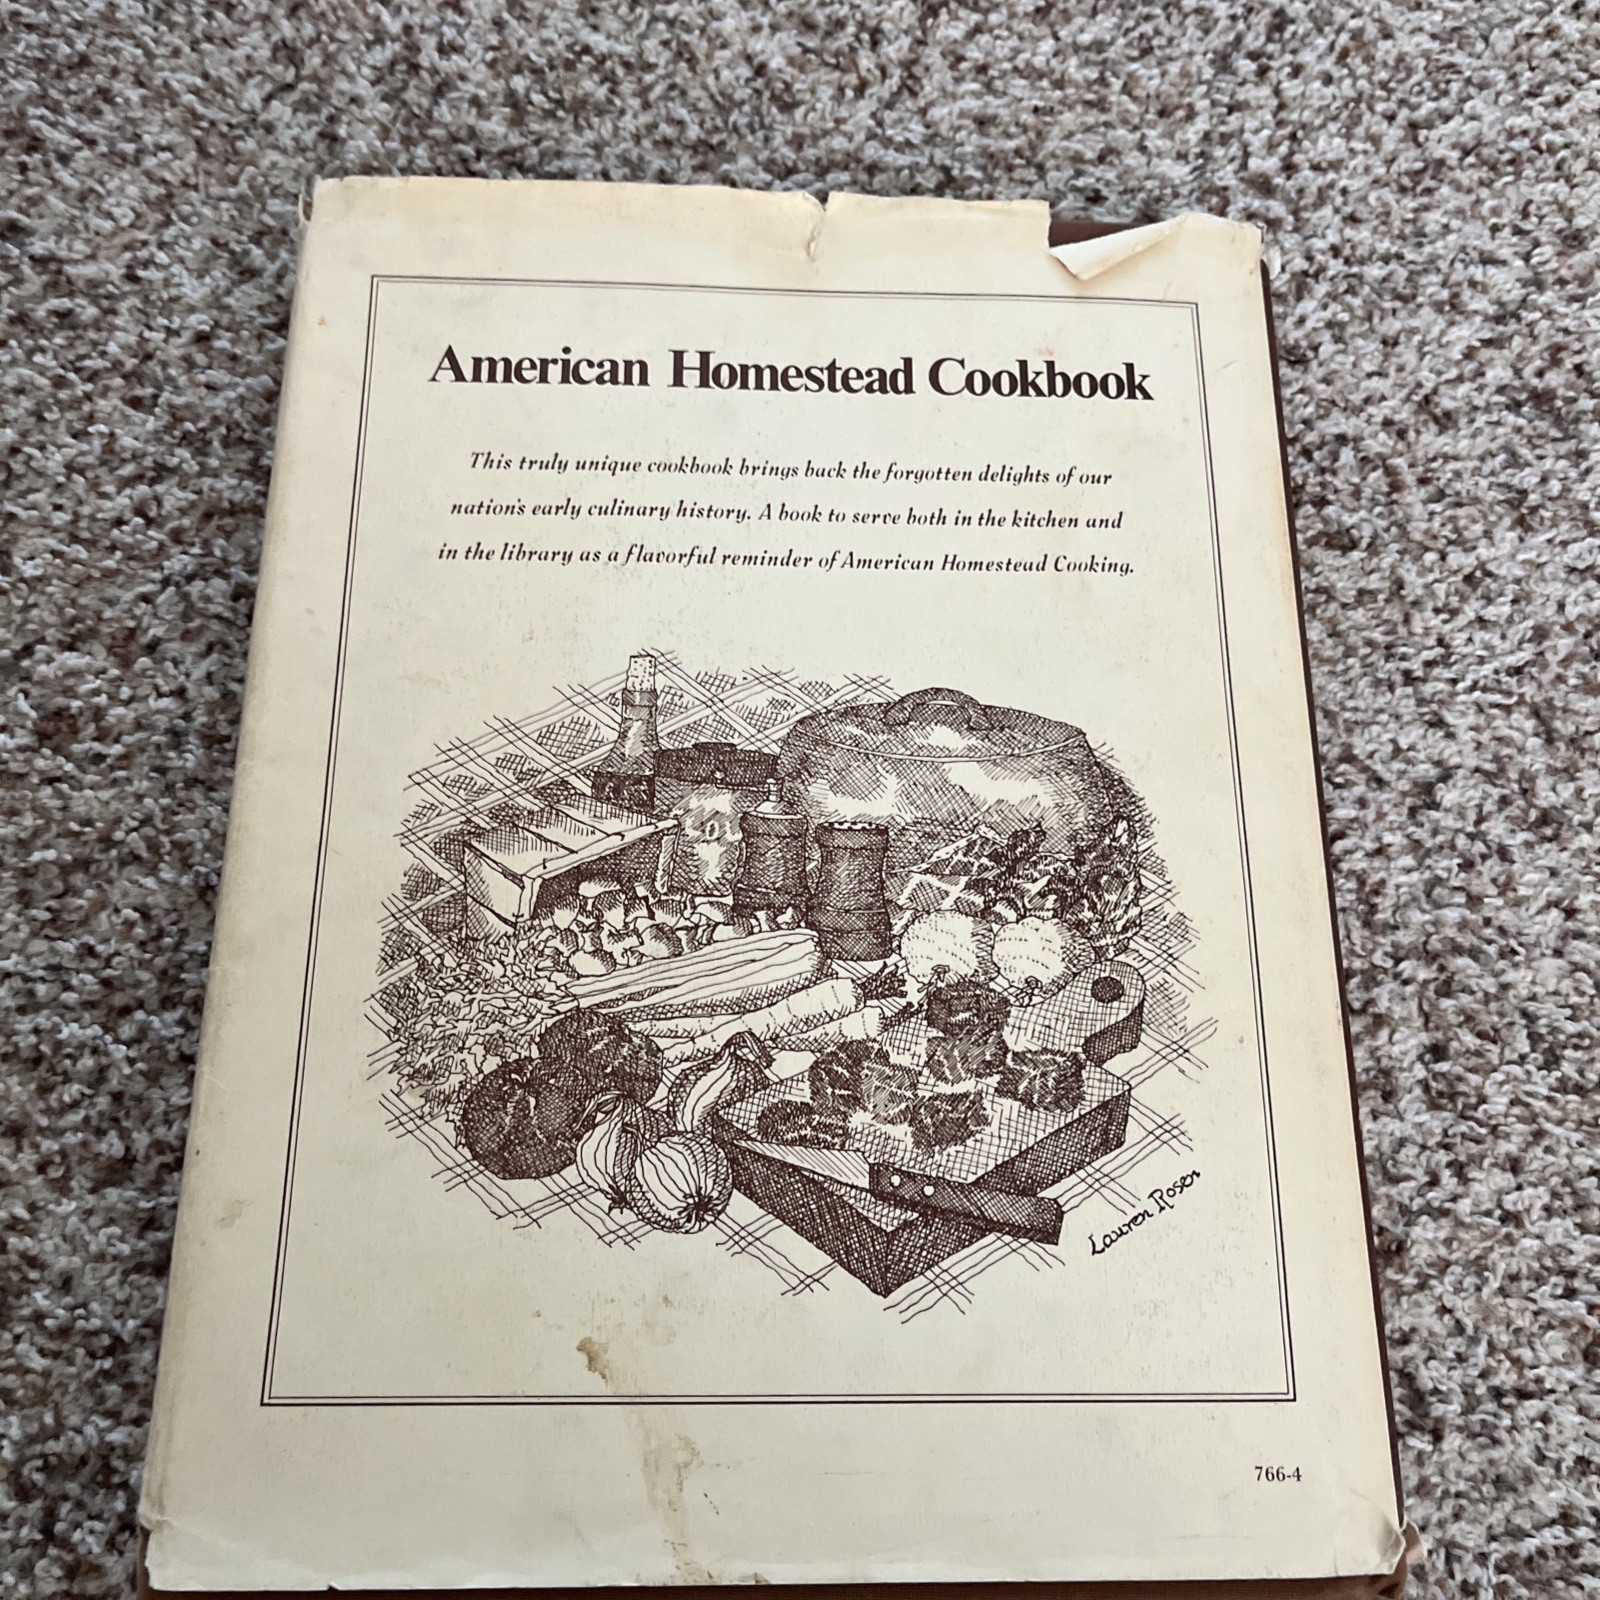 American Homestead Cookbook
This truly unique cookbook brings back the forgotten delights of our
nation's early culinary history. A book to serve both in the kitchen and
in the library as a flavorful reminder of American Homestead Cooking.
Lauren Rosen
766-4